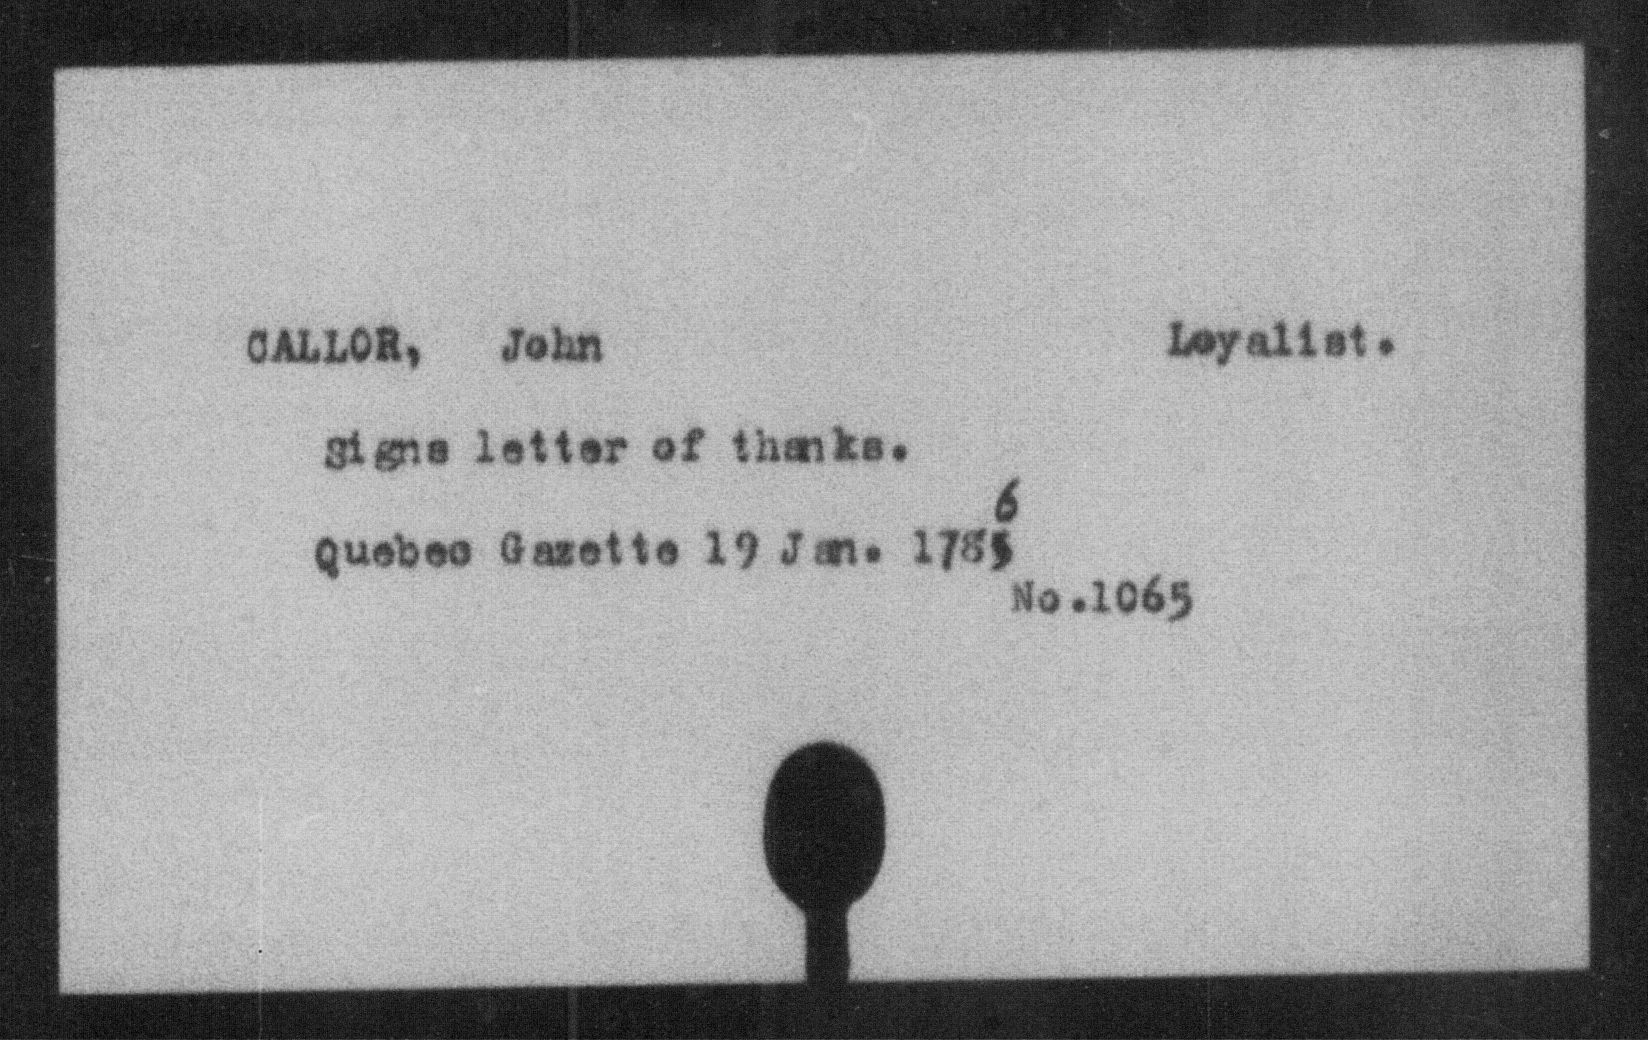 CALLOR, John Loyalist.
signs letter of thanks.
6
Quebec Gazette 19 Jan. 1785
No.1065